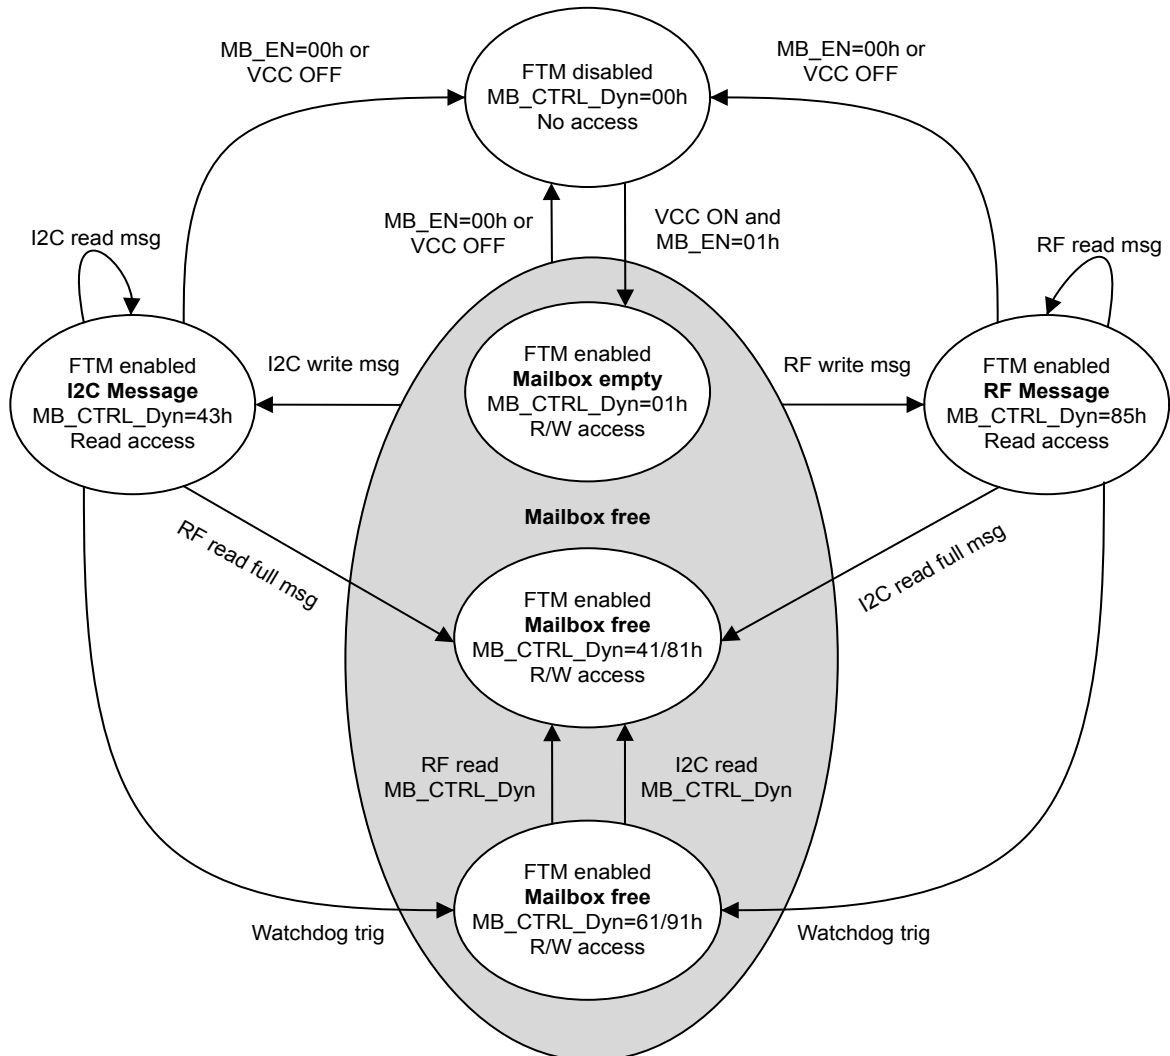 MB_EN=00h or
VCC OFF
FTM disabled
MB_CTRL_Dyn=00h
No access
MB_EN=00h or
VCC OFF
MB_EN=00h or
VCC OFF
VCC ON and
MB_EN=01h
I2C read msg
RF read msg
FTM enabled
I2C Message
MB_CTRL_Dyn=43h
Read access
I2C write msg
FTM enabled
Mailbox empty
MB_CTRL_Dyn=01h
R/W access
RF write msg
FTM enabled
RF Message
MB_CTRL_Dyn=85h
Read access
Mailbox free
RF read full msg
I2C read full msg
FTM enabled
Mailbox free
MB_CTRL_Dyn=41/81h
R/W access
RF read
MB_CTRL_Dyn
I2C read
MB_CTRL_Dyn
FTM enabled
Mailbox free
MB_CTRL_Dyn=61/91h
R/W access
Watchdog trig
Watchdog trig